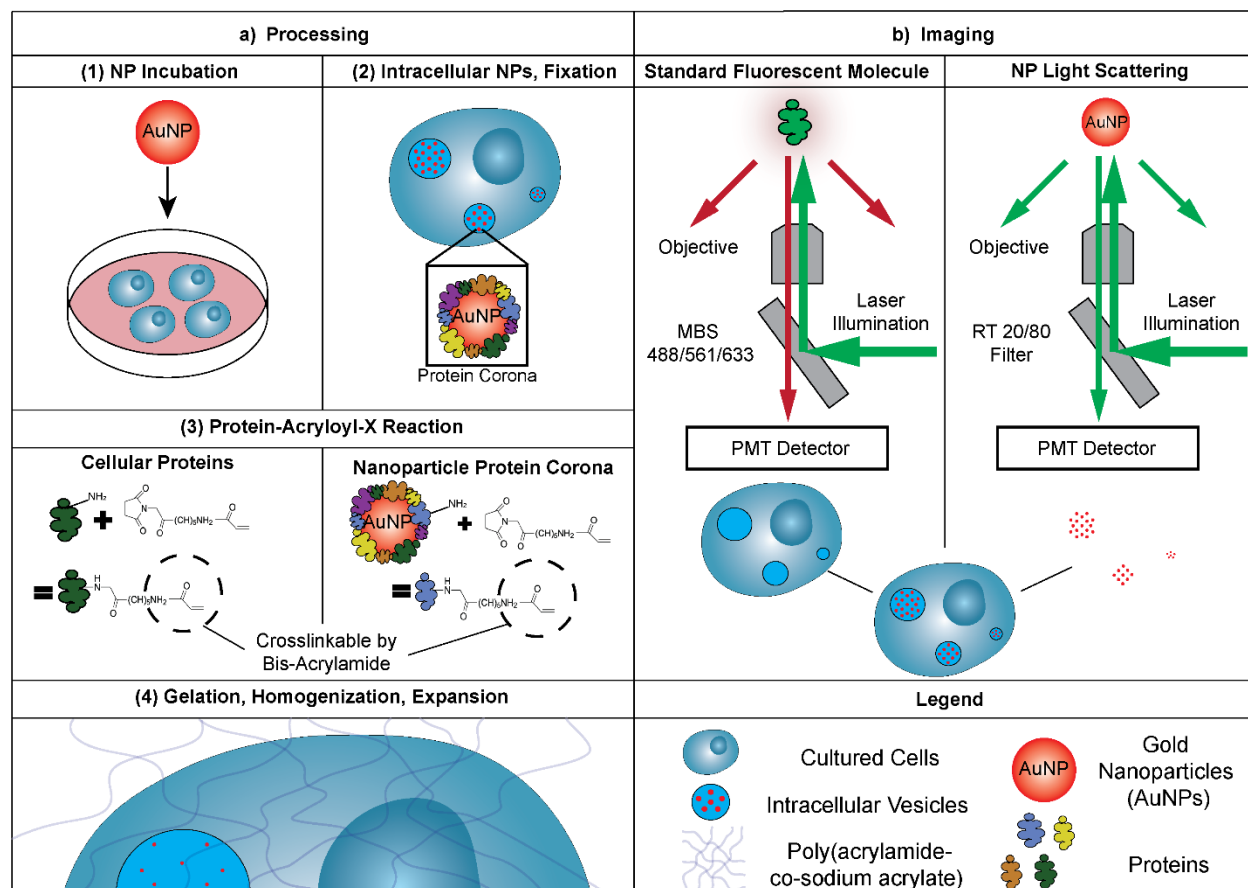 a) Processing
(1) NP Incubation
AuNP
(2) Intracellular NPs, Fixation
AuNP
Protein Corona
(3) Protein-Acryloyl-X Reaction
Cellular Proteins
NH₂
+
O
N
O
O
(CH)₅NH₂
O
=
H
N
O
(CH)₅NH₂
O
Nanoparticle Protein Corona
AuNP
NH₂
+
O
N
O
O
(CH)₅NH₂
O
=
H
N
O
(CH)₅NH₂
O
Crosslinkable by
Bis-Acrylamide
(4) Gelation, Homogenization, Expansion
b) Imaging
Standard Fluorescent Molecule
Objective
Laser
Illumination
MBS
488/561/633
PMT Detector
NP Light Scattering
AuNP
Objective
Laser
Illumination
RT 20/80
Filter
PMT Detector
Legend
Cultured Cells
Intracellular Vesicles
Poly(acrylamide-
co-sodium acrylate)
AuNP
Gold
Nanoparticles
(AuNPs)
Proteins